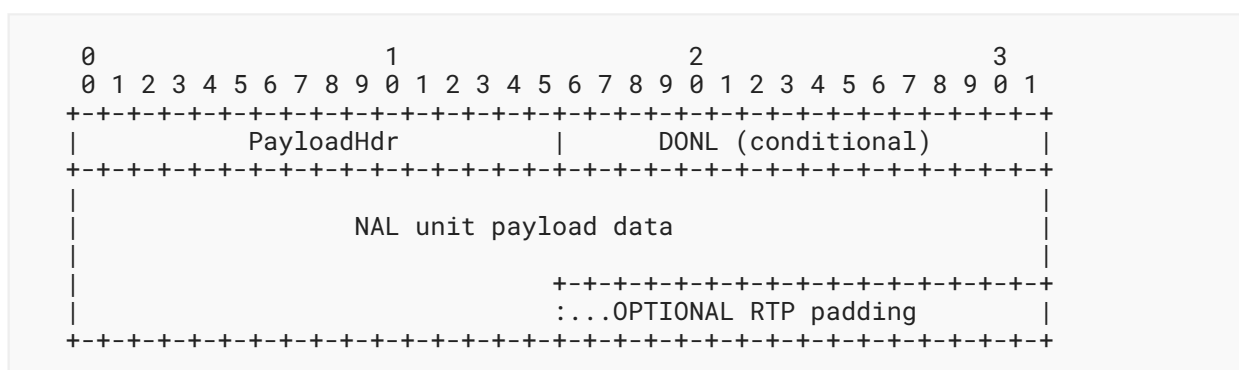 0                   1                   2                   3
 0 1 2 3 4 5 6 7 8 9 0 1 2 3 4 5 6 7 8 9 0 1 2 3 4 5 6 7 8 9 0 1
+-+-+-+-+-+-+-+-+-+-+-+-+-+-+-+-+-+-+-+-+-+-+-+-+-+-+-+-+-+-+-+-+
|           PayloadHdr          |      DONL (conditional)       |
+-+-+-+-+-+-+-+-+-+-+-+-+-+-+-+-+-+-+-+-+-+-+-+-+-+-+-+-+-+-+-+-+
|                                                               |
|                  NAL unit payload data                        |
|                                                               |
|                               +-+-+-+-+-+-+-+-+-+-+-+-+-+-+-+-+
|                               :...OPTIONAL RTP padding        |
+-+-+-+-+-+-+-+-+-+-+-+-+-+-+-+-+-+-+-+-+-+-+-+-+-+-+-+-+-+-+-+-+